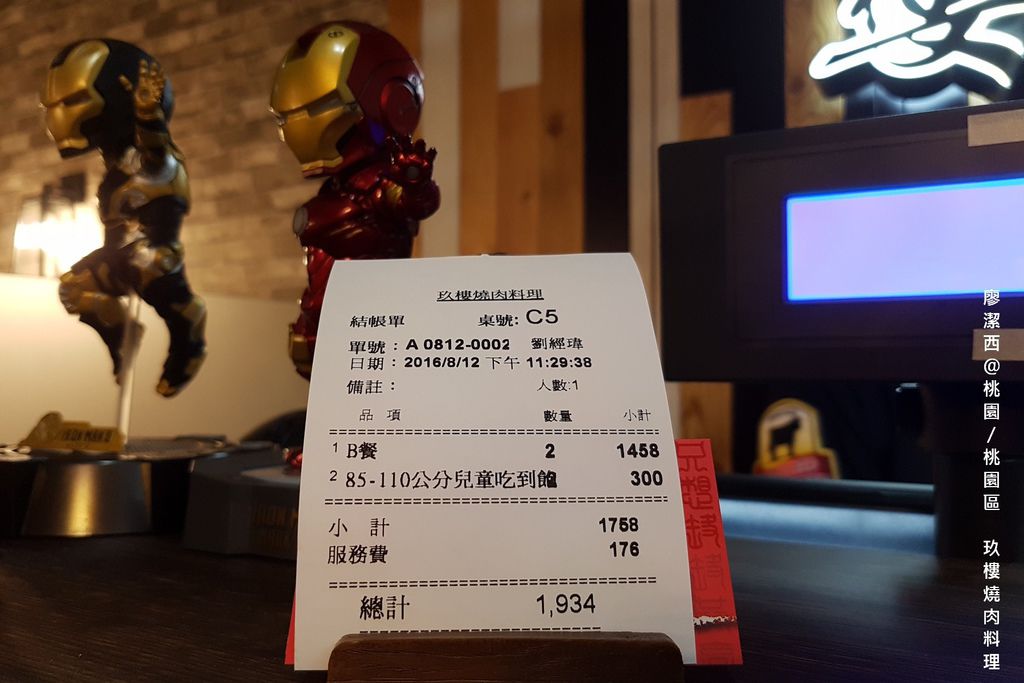 玖樓燒肉料理
結帳單 桌號: C5
單號: A 0812-0002 劉經瑋
日期: 2016/8/12 下午 11:29:38
備註: 人數:1
品 項 數量 小計
1 B餐 2 1458
2 85-110公分兒童吃到飽 2 300
小 計 1758
服務費 176
總計 1,934
IRON MAN
廖潔西@桃園/桃園區 玖樓燒肉料理